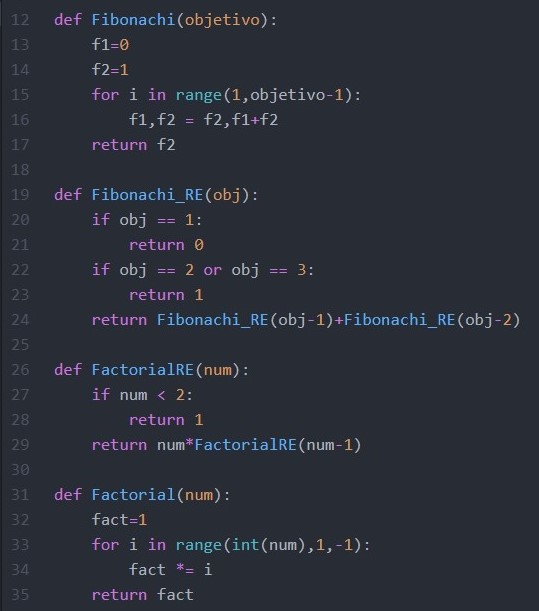 12 def Fibonachi(objetivo):
13     f1=0
14     f2=1
15     for i in range(1,objetivo-1):
16         f1,f2 = f2,f1+f2
17     return f2
18
19 def Fibonachi_RE(obj):
20     if obj == 1:
21         return 0
22     if obj == 2 or obj == 3:
23         return 1
24     return Fibonachi_RE(obj-1)+Fibonachi_RE(obj-2)
25
26 def FactorialRE(num):
27     if num < 2:
28         return 1
29     return num*FactorialRE(num-1)
30
31 def Factorial(num):
32     fact=1
33     for i in range(int(num),1,-1):
34         fact *= i
35     return fact